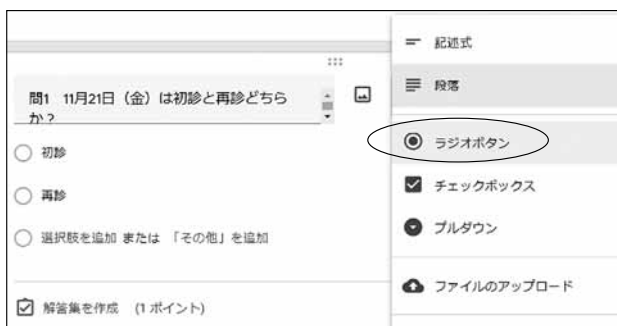 問1 11月21日（金）は初診と再診どちら
か？
初診
再診
選択肢を追加 または 「その他」を追加
解答集を作成 （1 ポイント）
記述式
段落
ラジオボタン
チェックボックス
プルダウン
ファイルのアップロード